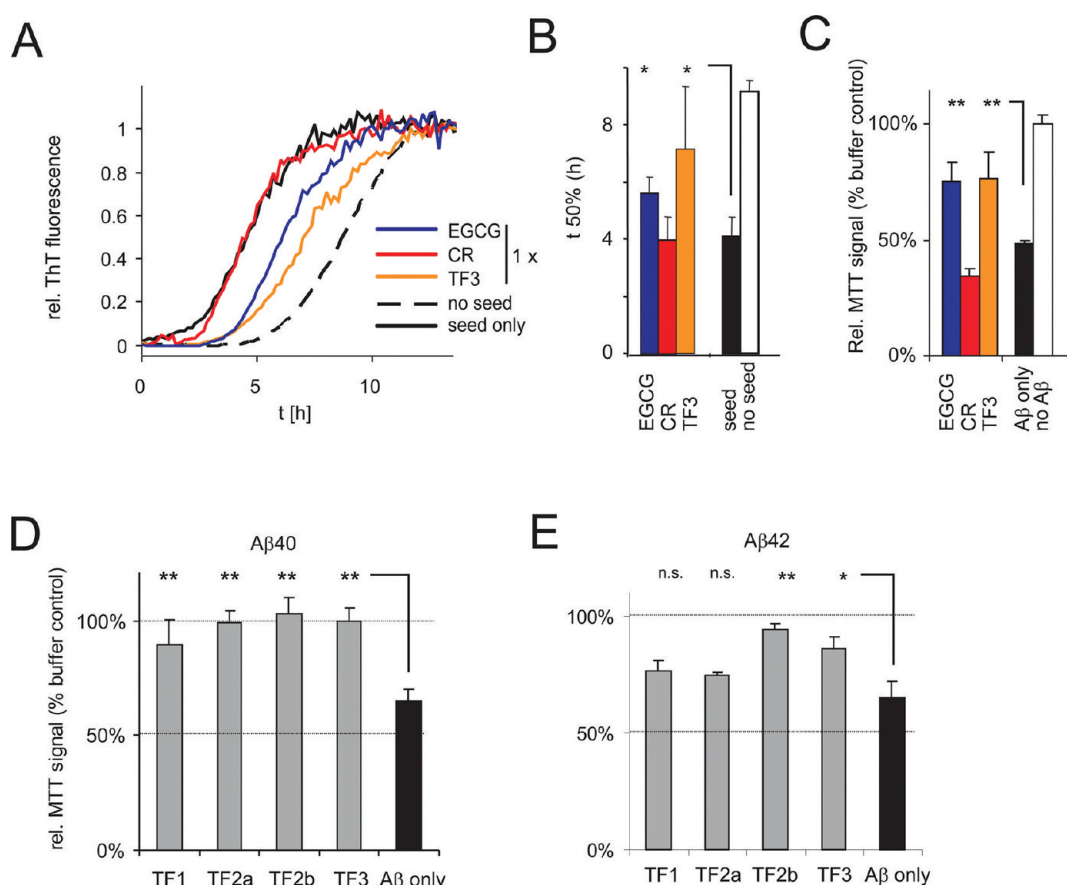 A
rel. ThT fluorescence
1
0.8
0.6
0.4
0.2
0
0
5
10
t [h]
EGCG
CR
TF3
1 x
no seed
seed only
B
t 50% (h)
*
*
9
6
4
0
EGCG
CR
TF3
seed
no seed
C
Rel. MTT signal (% buffer control)
**
**
100%
50%
0%
EGCG
CR
TF3
Aβ only
no Aβ
D
Aβ40
rel. MTT signal (% buffer control)
**
**
**
**
100%
50%
0%
TF1
TF2a
TF2b
TF3
Aβ only
E
Aβ42
n.s.
n.s.
**
*
100%
50%
0%
TF1
TF2a
TF2b
TF3
Aβ only